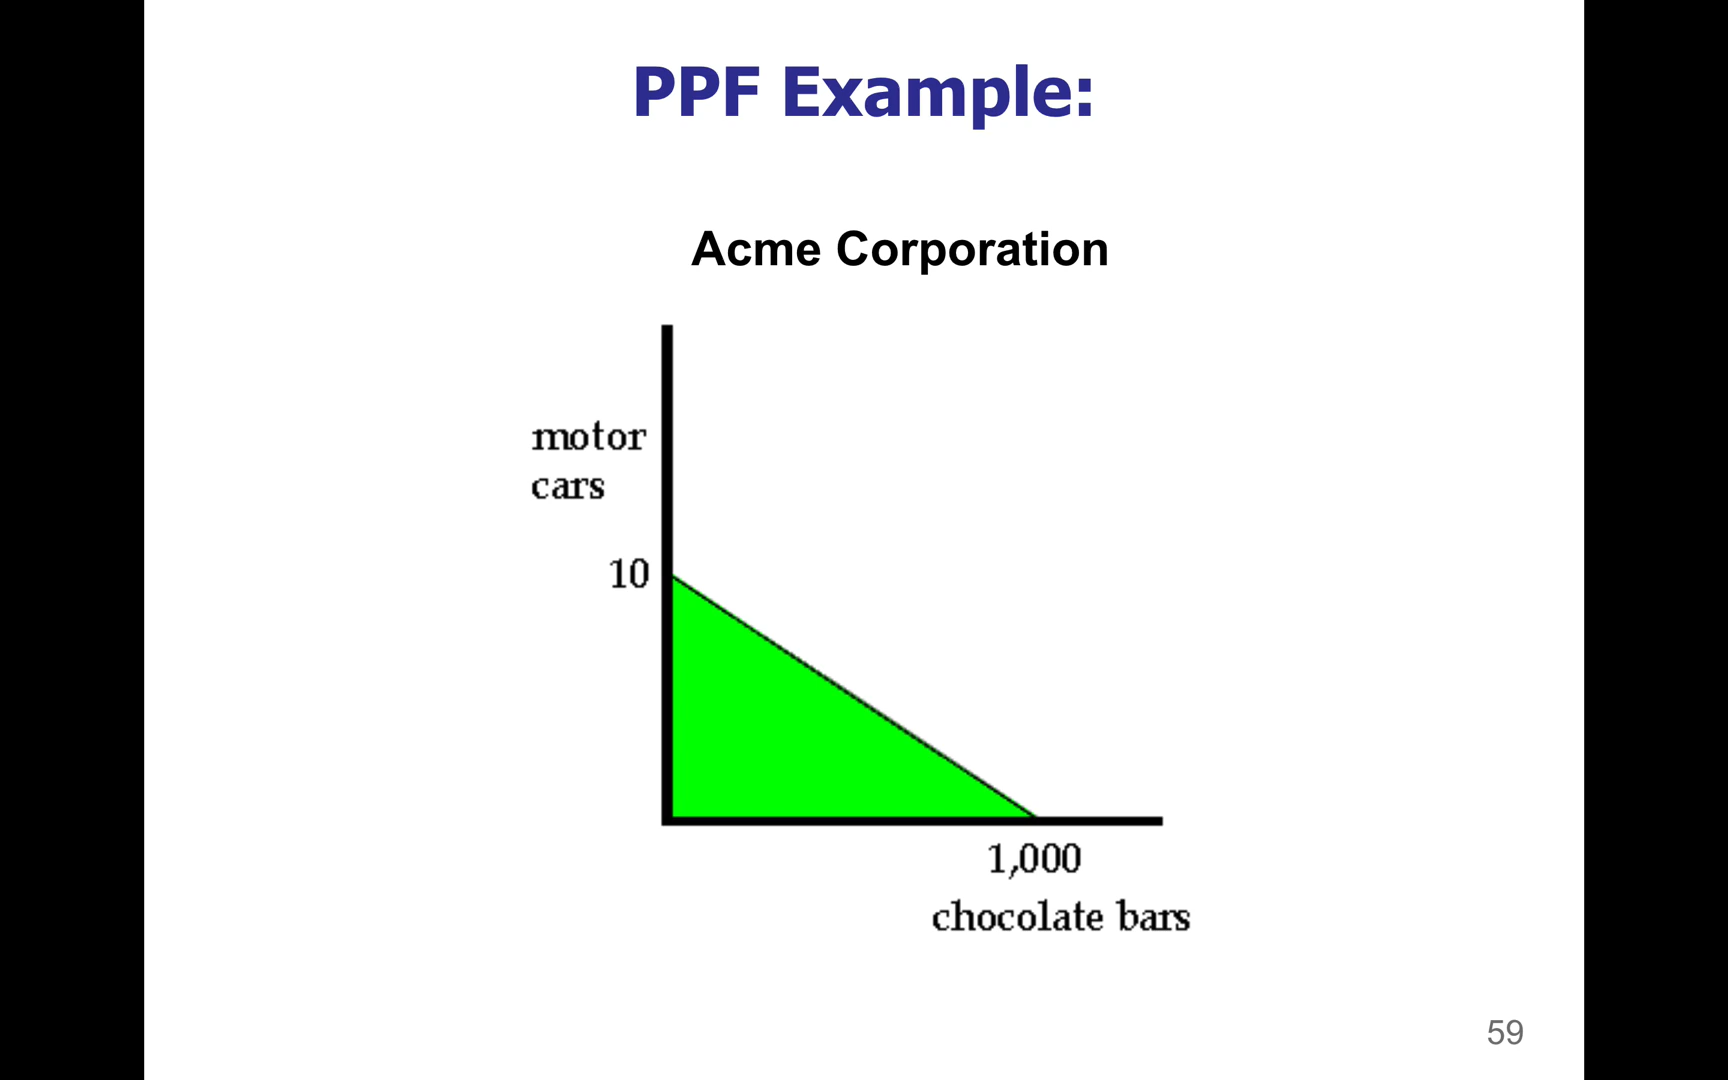 PPF Example:
Acme Corporation
motor
cars
10
1,000
chocolate bars
59